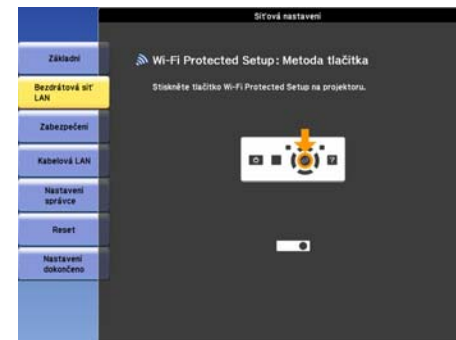 Síťová nastavení
Základní
Bezdrátová síť
LAN
Zabezpečení
Kabelová LAN
Nastavení
správce
Reset
Nastavení
dokončeno
Wi-Fi Protected Setup: Metoda tlačítka
Stiskněte tlačítko Wi-Fi Protected Setup na projektoru.
?